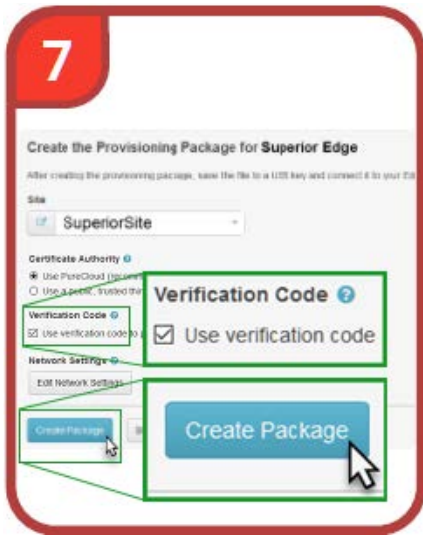 7
Create the Provisioning Package for Superior Edge
After creating the provisioning package, save the file to a USB key and connect it to your
Site
SuperiorSite
Certificate Authority
Use PureCloud
Use a public, trusted
Verification Code
Use verification code to
Verification Code
Use verification code
Network Settings
Edit Network Settings
Create Package
Create Package